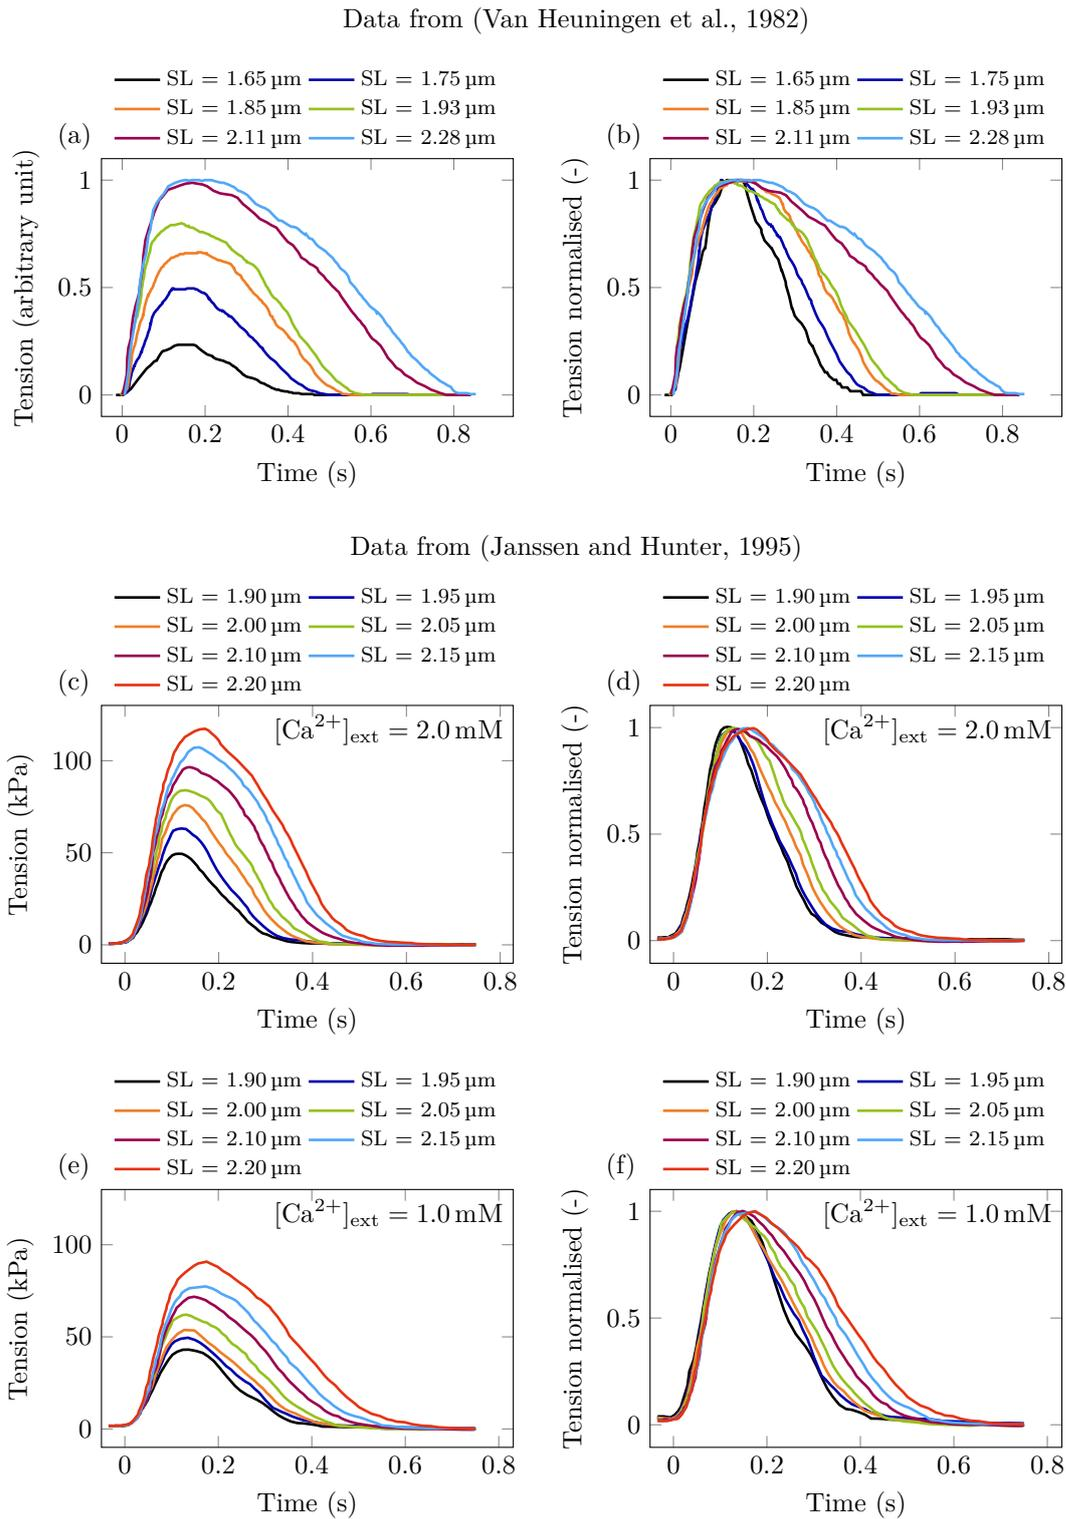 Data from (Van Heuningen et al., 1982)
SL = 1.65 µm SL = 1.75 µm
SL = 1.85 µm SL = 1.93 µm
(a) SL = 2.11 µm SL = 2.28 µm
Tension (arbitrary unit)
1
0.5
0
0 0.2 0.4 0.6 0.8
Time (s)
SL = 1.65 µm SL = 1.75 µm
SL = 1.85 µm SL = 1.93 µm
(b) SL = 2.11 µm SL = 2.28 µm
Tension normalised (-)
1
0.5
0
0 0.2 0.4 0.6 0.8
Time (s)
Data from (Janssen and Hunter, 1995)
SL = 1.90 µm SL = 1.95 µm
SL = 2.00 µm SL = 2.05 µm
SL = 2.10 µm SL = 2.15 µm
(c) SL = 2.20 µm
[Ca²⁺]ext = 2.0 mM
Tension (kPa)
100
50
0
0 0.2 0.4 0.6 0.8
Time (s)
SL = 1.90 µm SL = 1.95 µm
SL = 2.00 µm SL = 2.05 µm
SL = 2.10 µm SL = 2.15 µm
(d) SL = 2.20 µm
[Ca²⁺]ext = 2.0 mM
Tension normalised (-)
1
0.5
0
0 0.2 0.4 0.6 0.8
Time (s)
SL = 1.90 µm SL = 1.95 µm
SL = 2.00 µm SL = 2.05 µm
SL = 2.10 µm SL = 2.15 µm
(e) SL = 2.20 µm
[Ca²⁺]ext = 1.0 mM
Tension (kPa)
100
50
0
0 0.2 0.4 0.6 0.8
Time (s)
SL = 1.90 µm SL = 1.95 µm
SL = 2.00 µm SL = 2.05 µm
SL = 2.10 µm SL = 2.15 µm
(f) SL = 2.20 µm
[Ca²⁺]ext = 1.0 mM
Tension normalised (-)
1
0.5
0
0 0.2 0.4 0.6 0.8
Time (s)